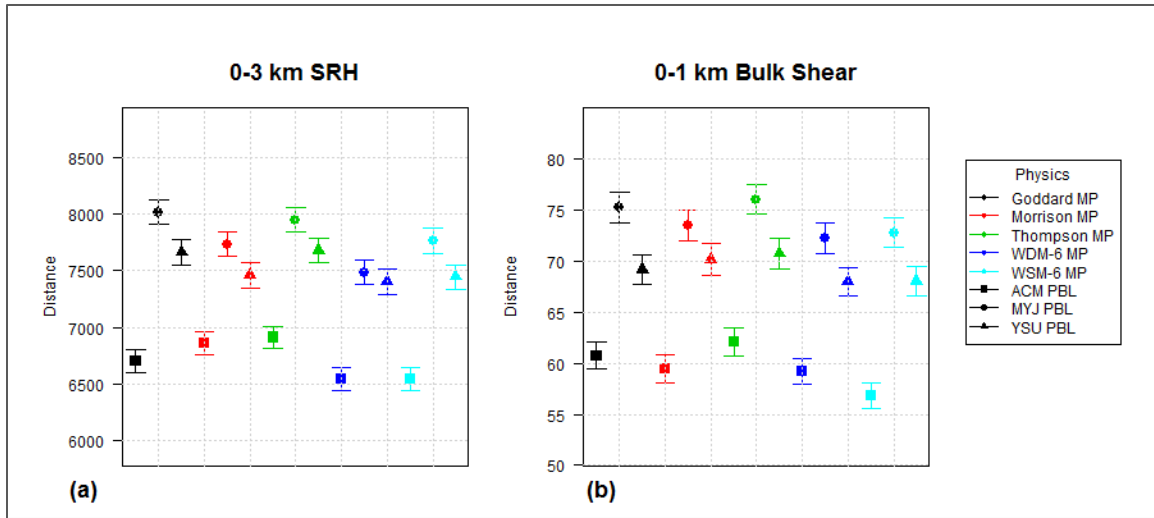 0-3 km SRH
Distance
8500
8000
7500
7000
6500
6000
(a)
0-1 km Bulk Shear
Distance
80
75
70
65
60
55
50
(b)
Physics
Goddard MP
Morrison MP
Thompson MP
WDM-6 MP
WSM-6 MP
ACM PBL
MYJ PBL
YSU PBL